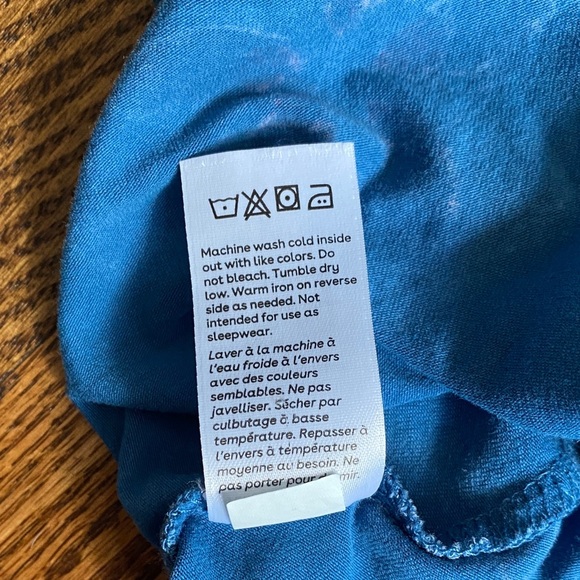 Machine wash cold inside
out with like colors. Do
not bleach. Tumble dry
low. Warm iron on reverse
side as needed. Not
intended for use as
sleepwear.
Laver à la machine à
l'eau froide à l'envers
avec des couleurs
semblables. Ne pas
javelliser. Sécher par
culbutage à basse
température. Repasser à
l'envers à température
moyenne au besoin. Ne
pas porter pour